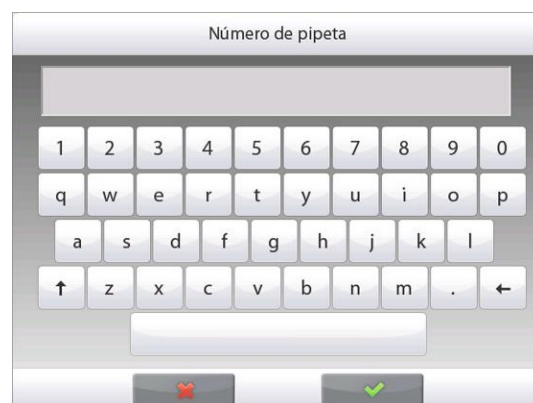 Número de pipeta
1 2 3 4 5 6 7 8 9 0
q w e r t y u i o p
a s d f g h j k l
↑ z x c v b n m . ←